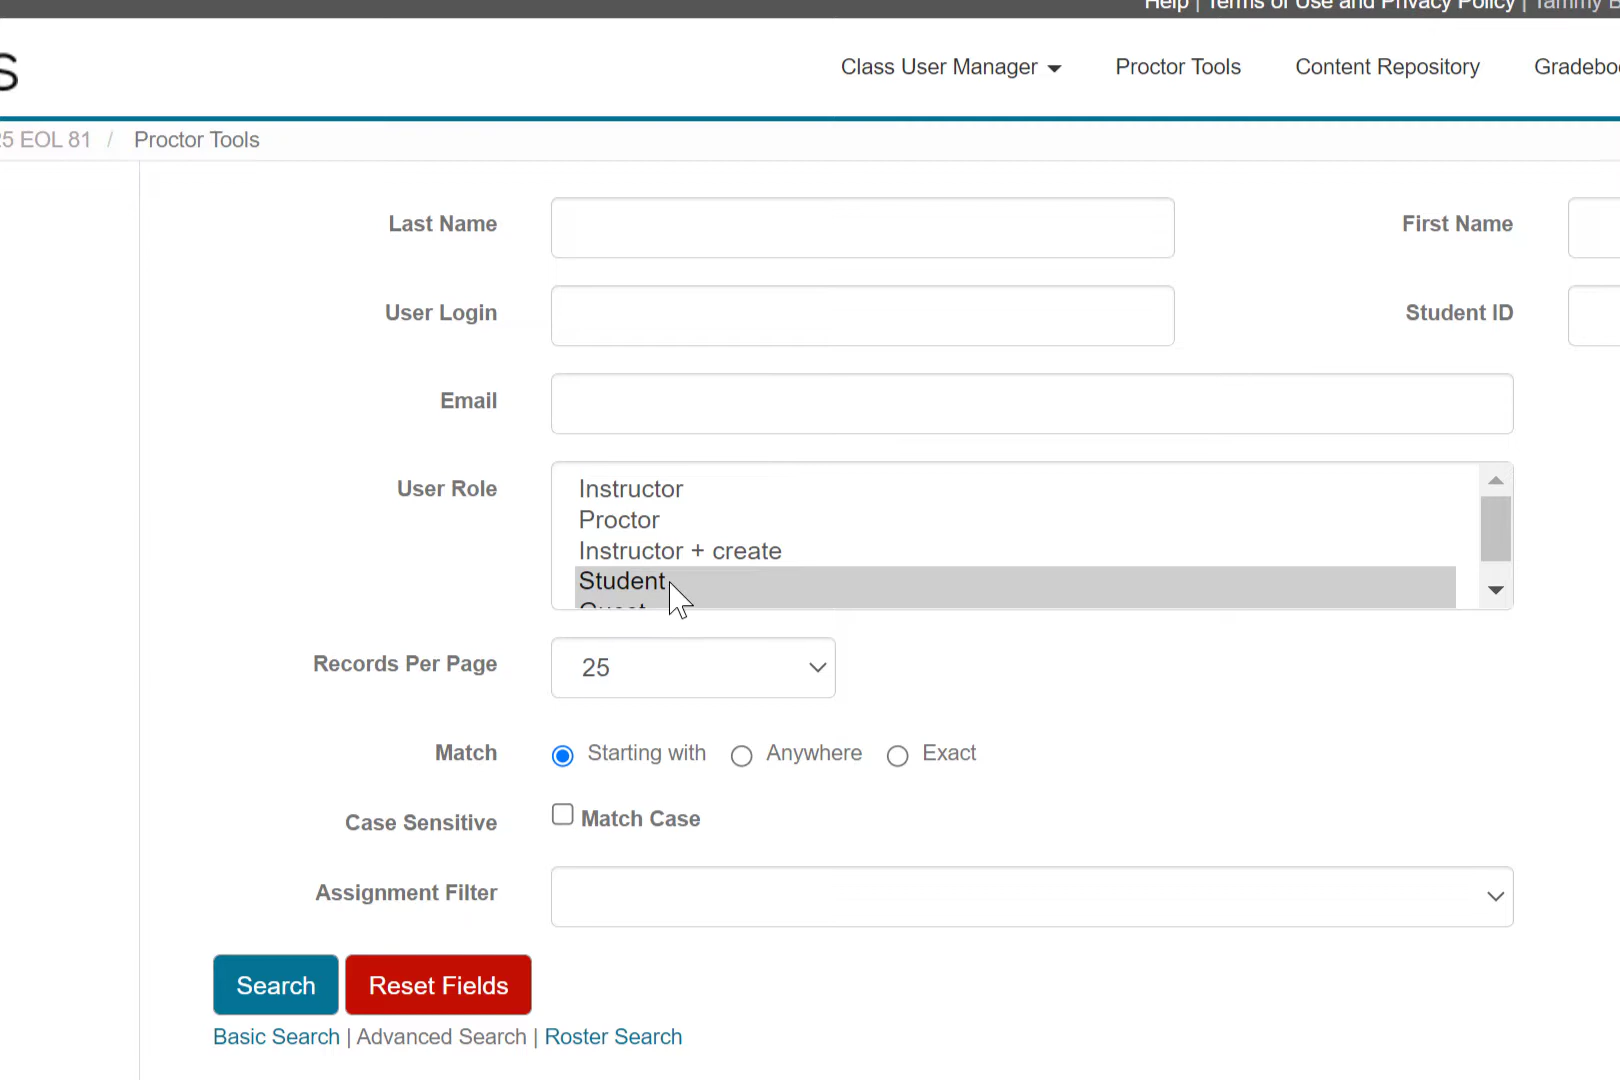 Help | Terms of Use and Privacy Policy | Tammy B
S
Class User Manager Proctor Tools Content Repository Gradeboo
25 EOL 81 / Proctor Tools
Last Name First Name
User Login Student ID
Email
User Role
Instructor
Proctor
Instructor + create
Student
Guest
Records Per Page 25
Match Starting with Anywhere Exact
Case Sensitive Match Case
Assignment Filter
Search Reset Fields
Basic Search | Advanced Search | Roster Search